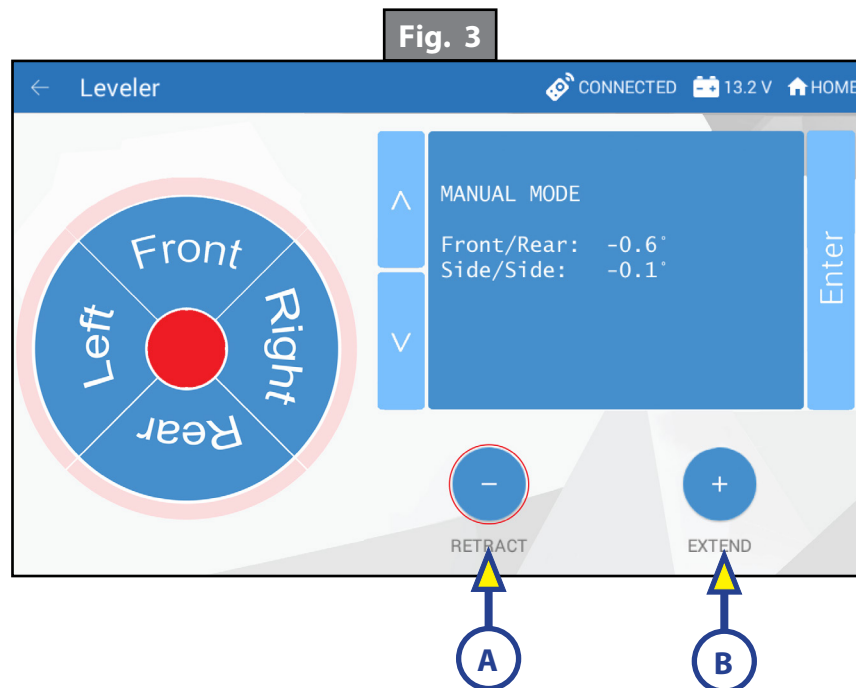 Fig. 3
← Leveler CONNECTED 13.2 V HOME
Front
Left
Right
Rear
MANUAL MODE
Front/Rear: -0.6°
Side/Side: -0.1°
Enter
− +
RETRACT EXTEND
A B